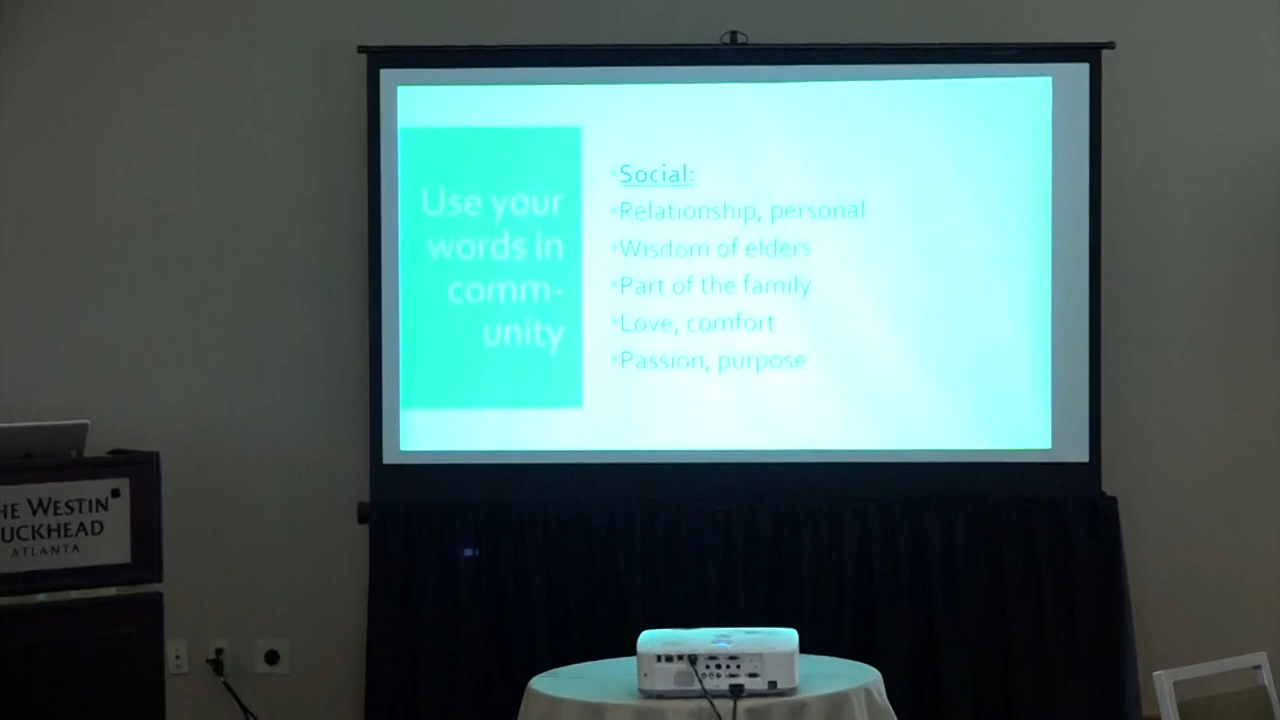 Use your
words in
comm-
unity
Social:
Relationship, personal
Wisdom of elders
Part of the family
Love, comfort
Passion, purpose
HE WESTIN
UCKHEAD
ATLANTA